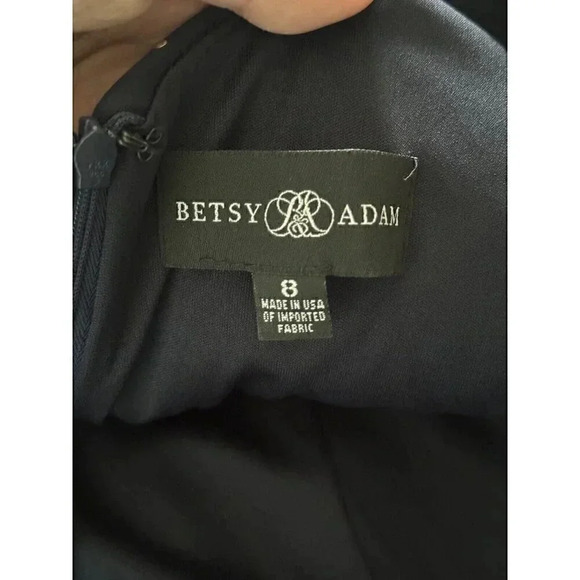 BETSY & ADAM
8
MADE IN USA
OF IMPORTED
FABRIC